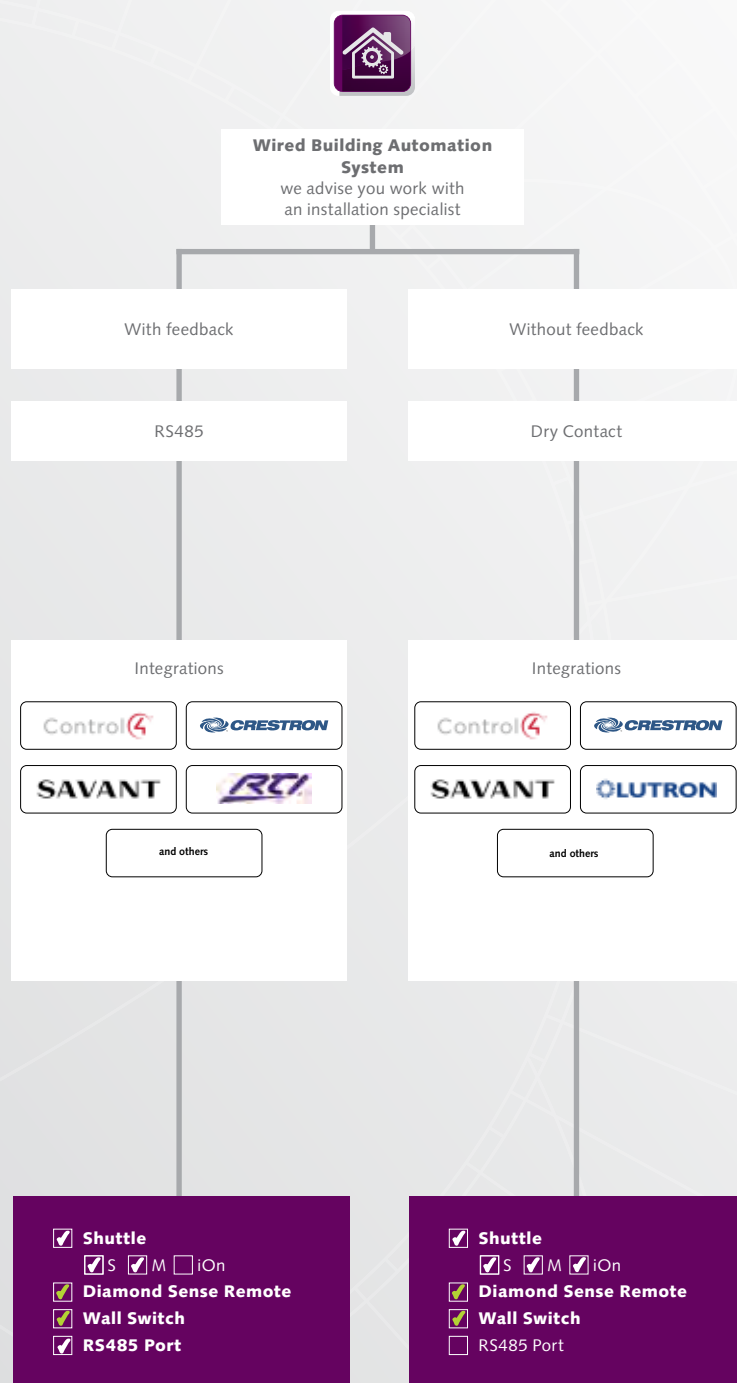 Wired Building Automation
System
we advise you work with
an installation specialist
With feedback
RS485
Integrations
Control4
CRESTRON
SAVANT
RTI
and others
Shuttle
S M iOn
Diamond Sense Remote
Wall Switch
RS485 Port
Without feedback
Dry Contact
Integrations
Control4
CRESTRON
SAVANT
LUTRON
and others
Shuttle
S M iOn
Diamond Sense Remote
Wall Switch
RS485 Port